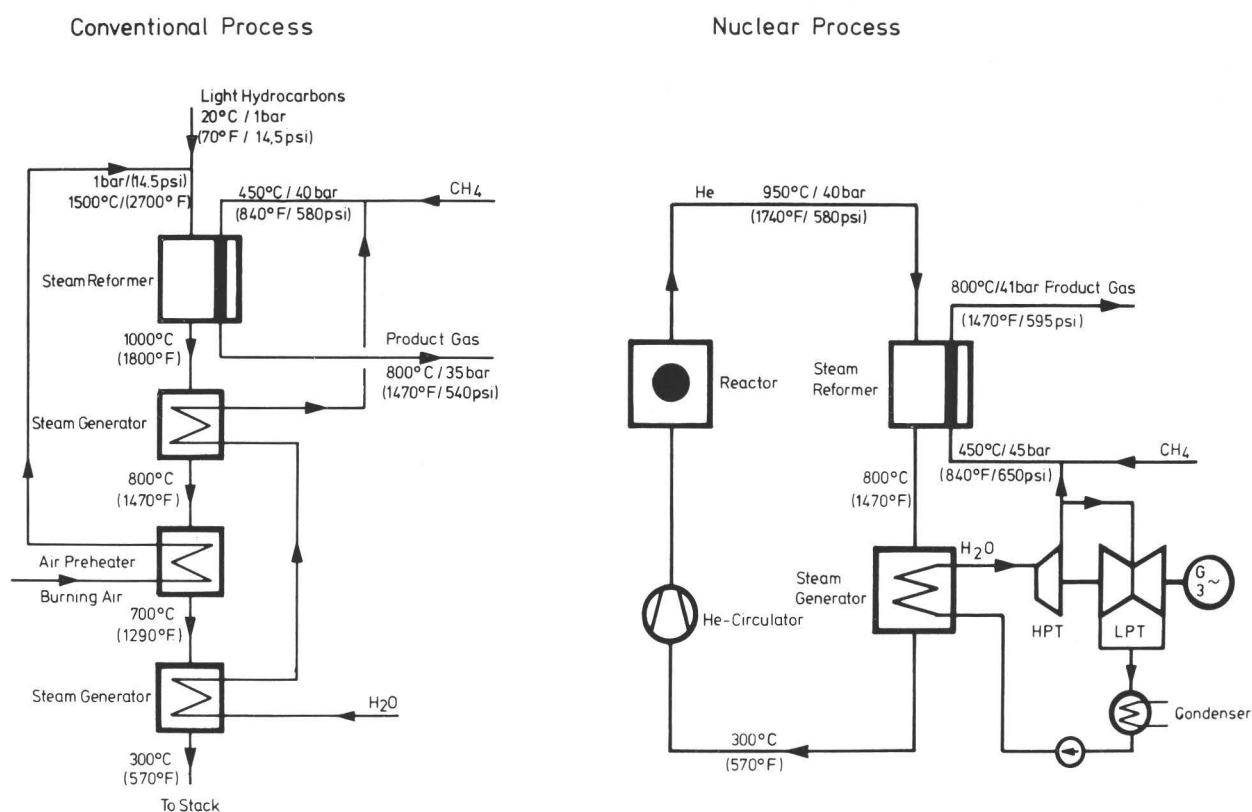 Conventional Process
Light Hydrocarbons
20°C / 1bar
(70°F / 14,5psi)
1bar/(14.5psi)
1500°C/(2700°F)
450°C/40bar
(840°F/580psi)
CH4
Steam Reformer
1000°C
(1800°F)
Product Gas
800°C/35bar
(1470°F/540psi)
Steam Generator
800°C
(1470°F)
Air Preheater
Burning Air
700°C
(1290°F)
Steam Generator
H2O
300°C
(570°F)
To Stack
Nuclear Process
He
950°C/40bar
(1740°F/580psi)
800°C/41bar Product Gas
(1470°F/595psi)
Reactor
Steam
Reformer
450°C/45bar
(840°F/650psi)
CH4
800°C
(1470°F)
H2O
Steam
Generator
G
3~
He-Circulator
HPT
LPT
Condenser
300°C
(570°F)